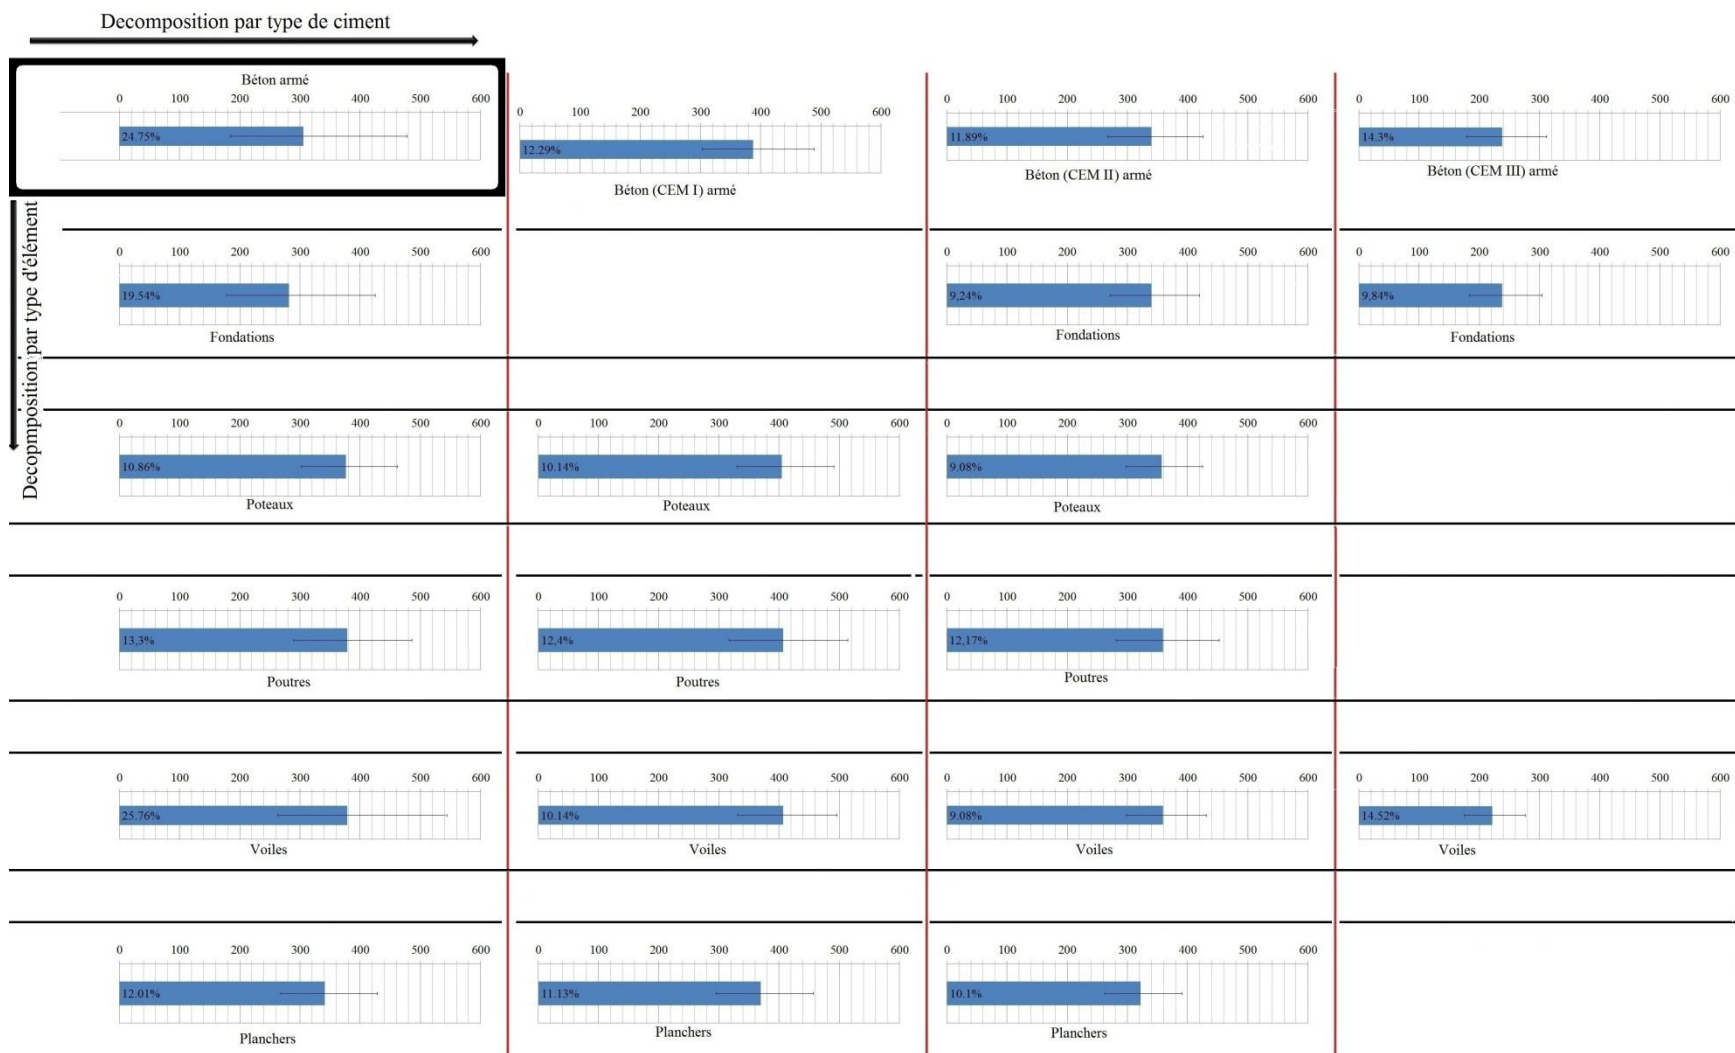 Decomposition par type de ciment
Béton armé
0 100 200 300 400 500 600
24.75%
0 100 200 300 400 500 600
12.29%
Béton (CEM I) armé
0 100 200 300 400 500 600
11.89%
Béton (CEM II) armé
0 100 200 300 400 500 600
14.3%
Béton (CEM III) armé
Decopmposition par type d'élément
0 100 200 300 400 500 600
19.54%
Fondations
0 100 200 300 400 500 600
9,24%
Fondations
0 100 200 300 400 500 600
9,84%
Fondations
0 100 200 300 400 500 600
10.86%
Poteaux
0 100 200 300 400 500 600
10.14%
Poteaux
0 100 200 300 400 500 600
9.08%
Poteaux
0 100 200 300 400 500 600
13,3%
Poutres
0 100 200 300 400 500 600
12,4%
Poutres
0 100 200 300 400 500 600
12,17%
Poutres
0 100 200 300 400 500 600
25.76%
Voiles
0 100 200 300 400 500 600
10.14%
Voiles
0 100 200 300 400 500 600
9.08%
Voiles
0 100 200 300 400 500 600
14.52%
Voiles
0 100 200 300 400 500 600
12.01%
Planchers
0 100 200 300 400 500 600
11.13%
Planchers
0 100 200 300 400 500 600
10.1%
Planchers